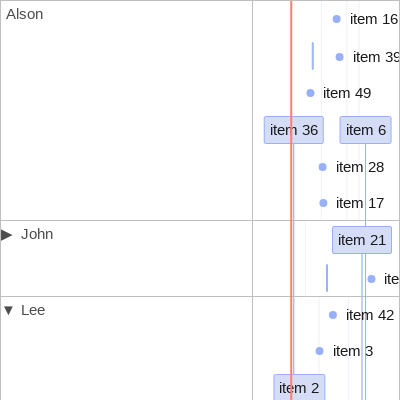 Alson
item 16
item 39
item 49
item 36
item 6
item 28
item 17
▶ John
item 21
ite
▼ Lee
item 42
item 3
item 2